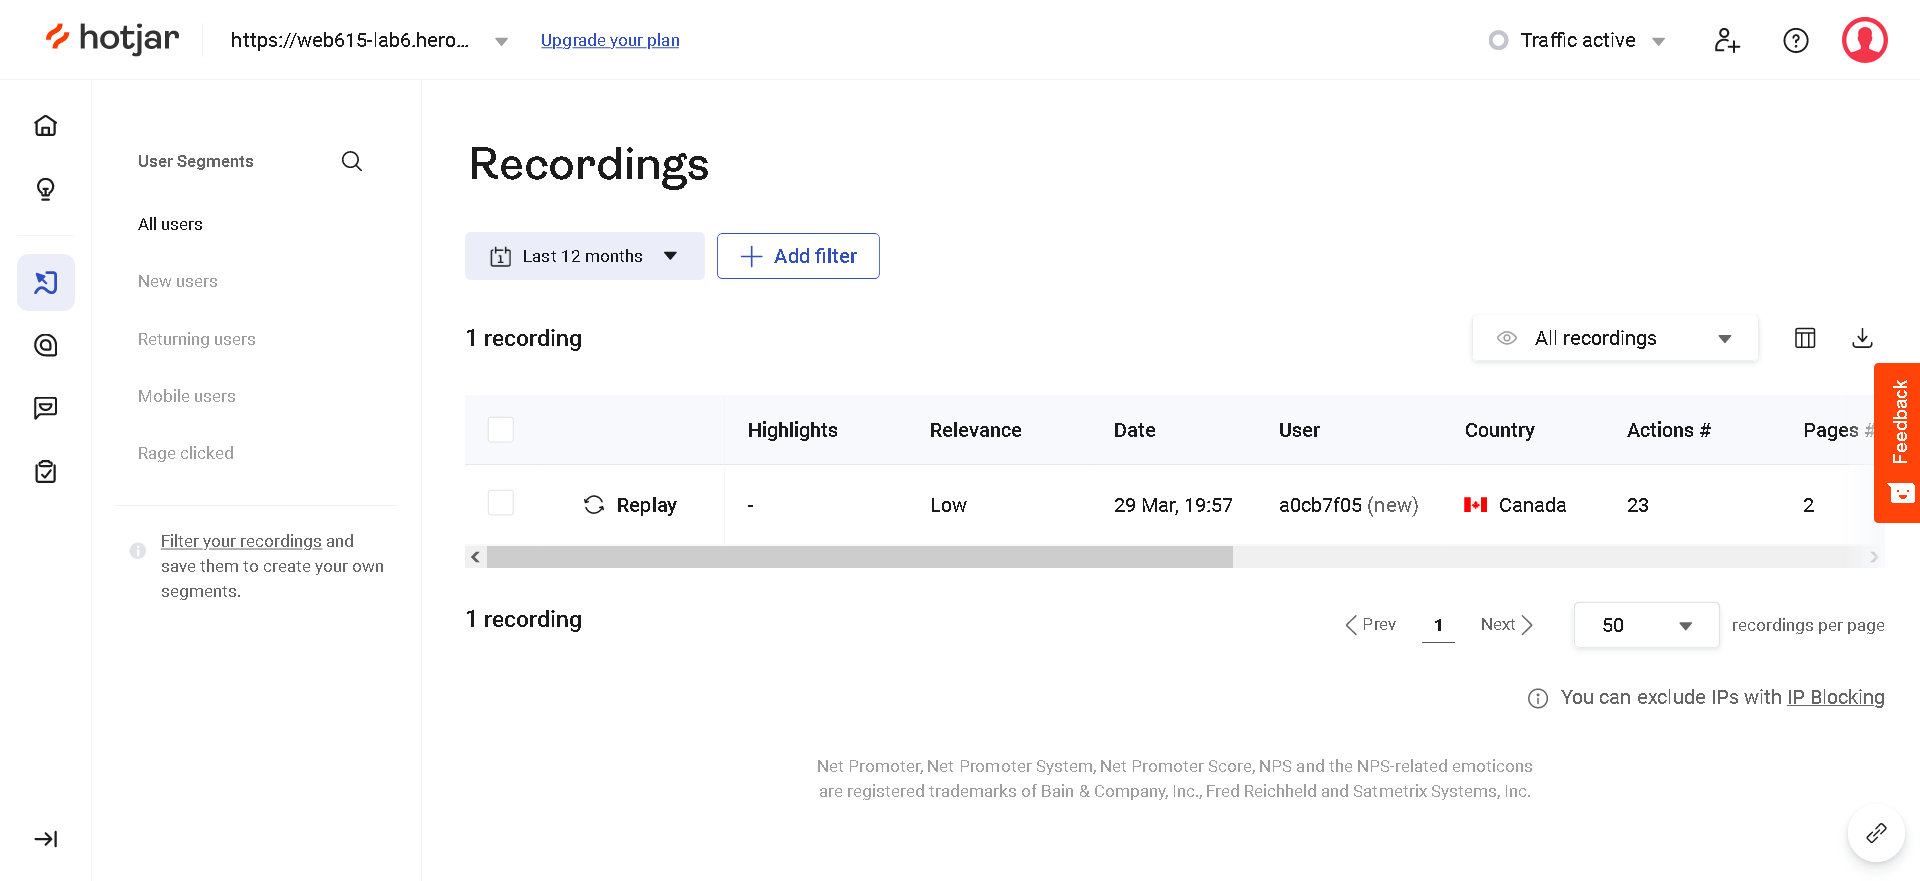 hotjar
https://web615-lab6.hero...
Upgrade your plan
Traffic active
User Segments
All users
New users
Returning users
Mobile users
Rage clicked
Filter your recordings and
save them to create your own
segments.
Recordings
1
Last 12 months
Add filter
1 recording
All recordings
Highlights Relevance Date User Country Actions # Pages #
Replay - Low 29 Mar, 19:57 a0cb7f05 (new) Canada 23 2
1 recording
Prev 1 Next 50 recordings per page
You can exclude IPs with IP Blocking
Net Promoter, Net Promoter System, Net Promoter Score, NPS and the NPS-related emoticons
are registered trademarks of Bain & Company, Inc., Fred Reichheld and Satmetrix Systems, Inc.
Feedback